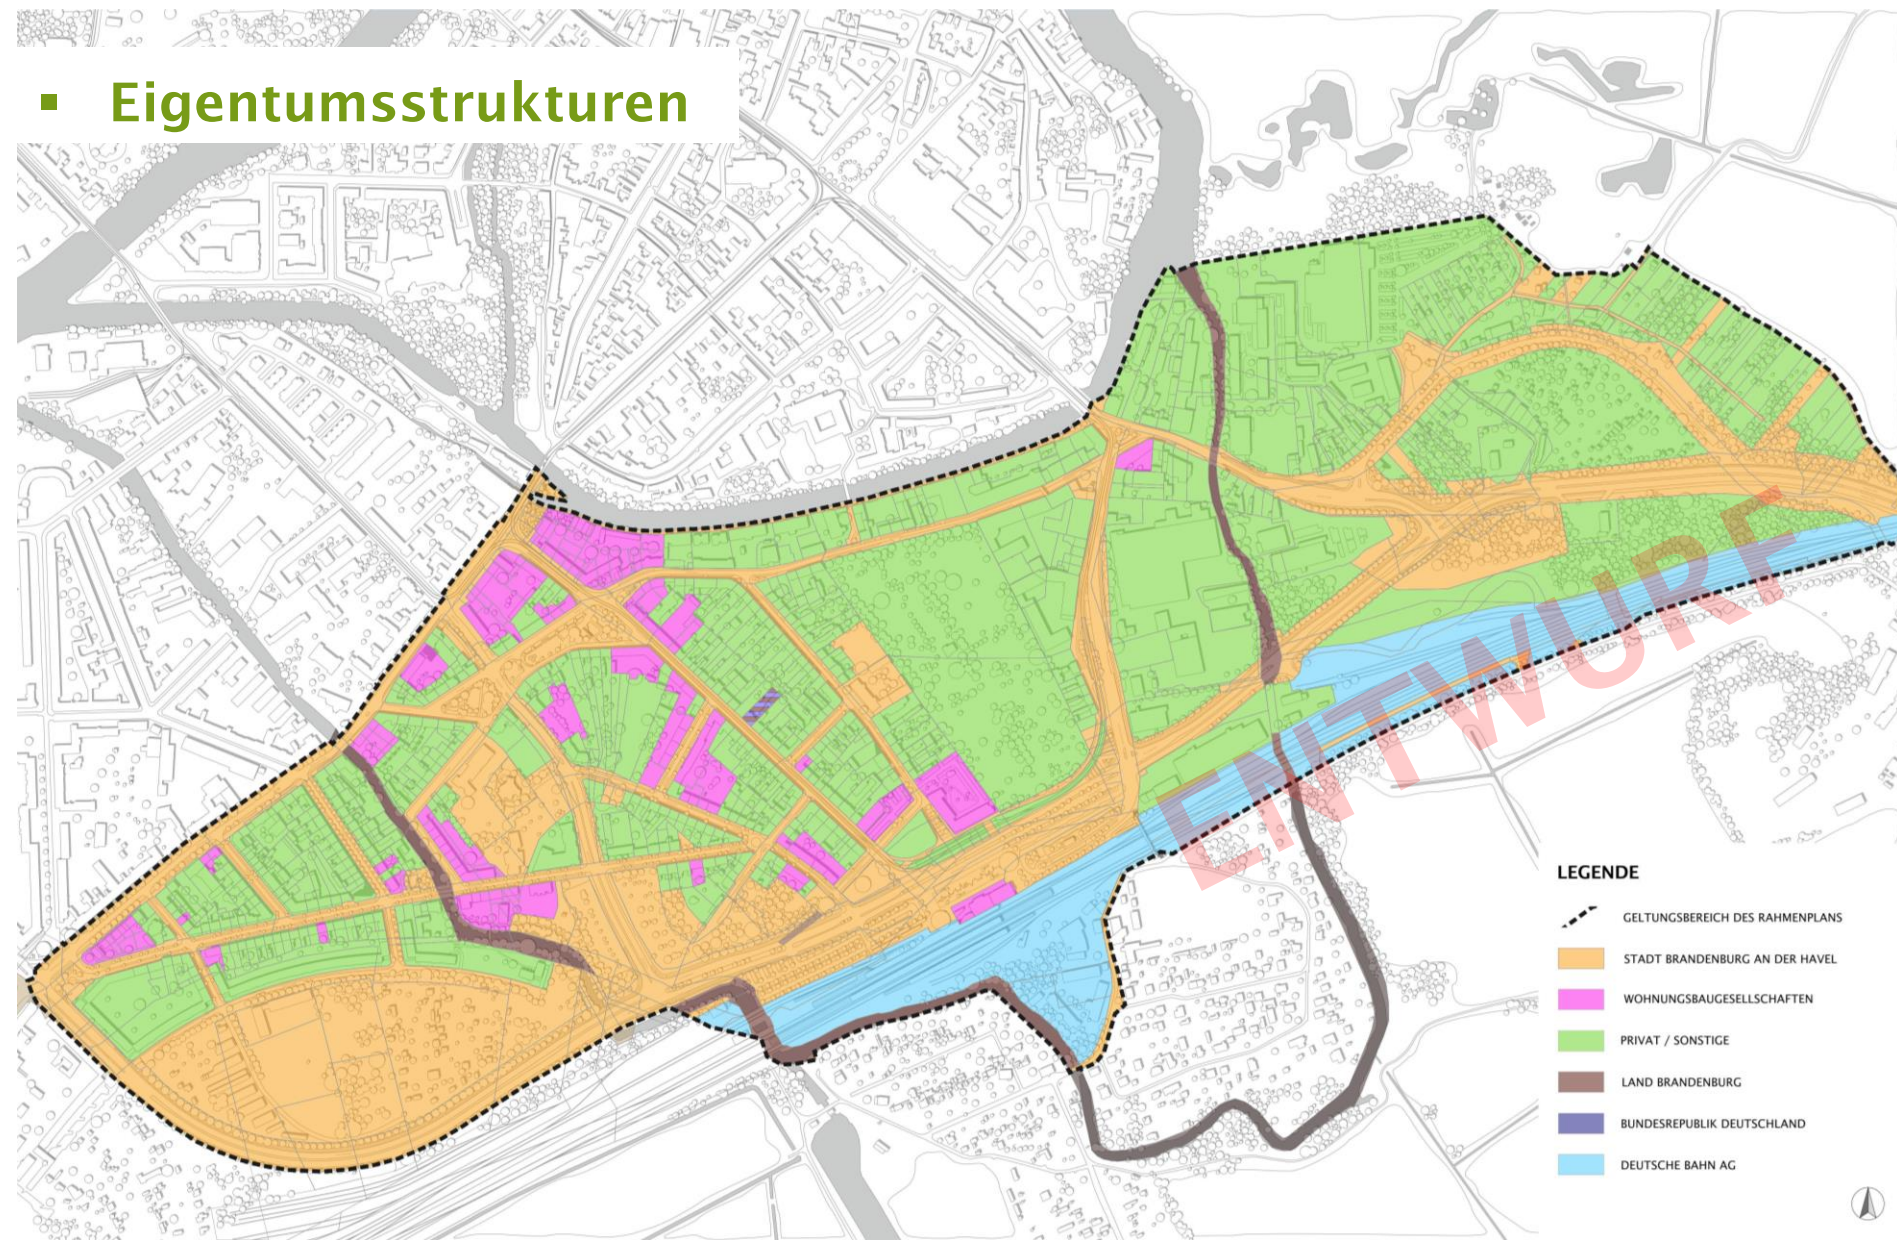 ▪ Eigentumsstrukturen
ENTWURF
LEGENDE
GELTUNGSBEREICH DES RAHMENPLANS
STADT BRANDENBURG AN DER HAVEL
WOHNUNGSBAUGESELLSCHAFTEN
PRIVAT / SONSTIGE
LAND BRANDENBURG
BUNDESREPUBLIK DEUTSCHLAND
DEUTSCHE BAHN AG